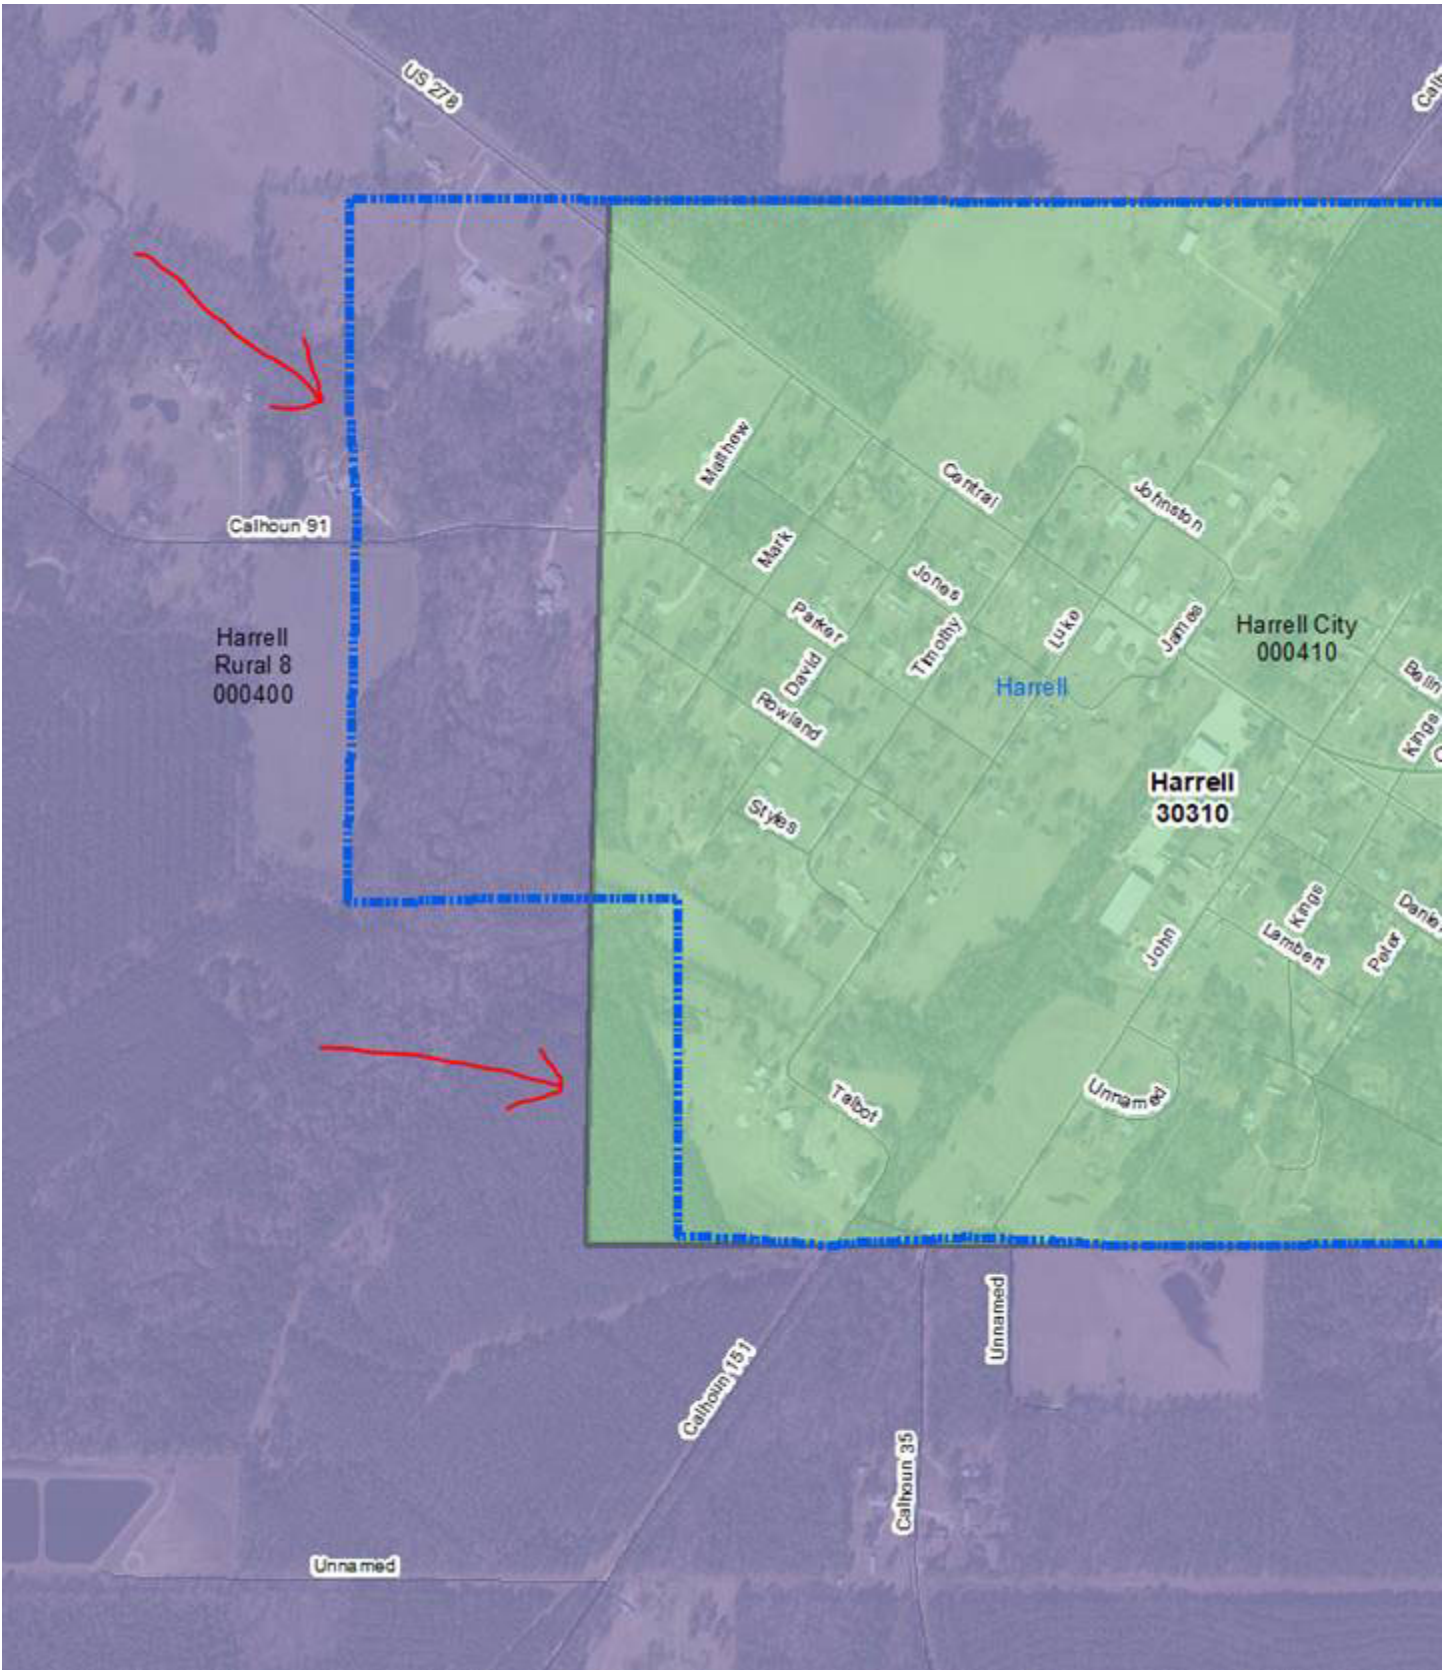 US 278
Calh
Matthew
Central
Johnston
Calhoun 91
Mark
Jones
Parker
Timothy
Luke
James
Harrell City
000410
Harrell
Rural 8
000400
David
Harrell
Rowland
Kings
Harrell
30310
Styles
Kings
Lambert
John
Peter
Talbot
Unnamed
Unnamed
Calhoun 151
Calhoun 35
Unnamed